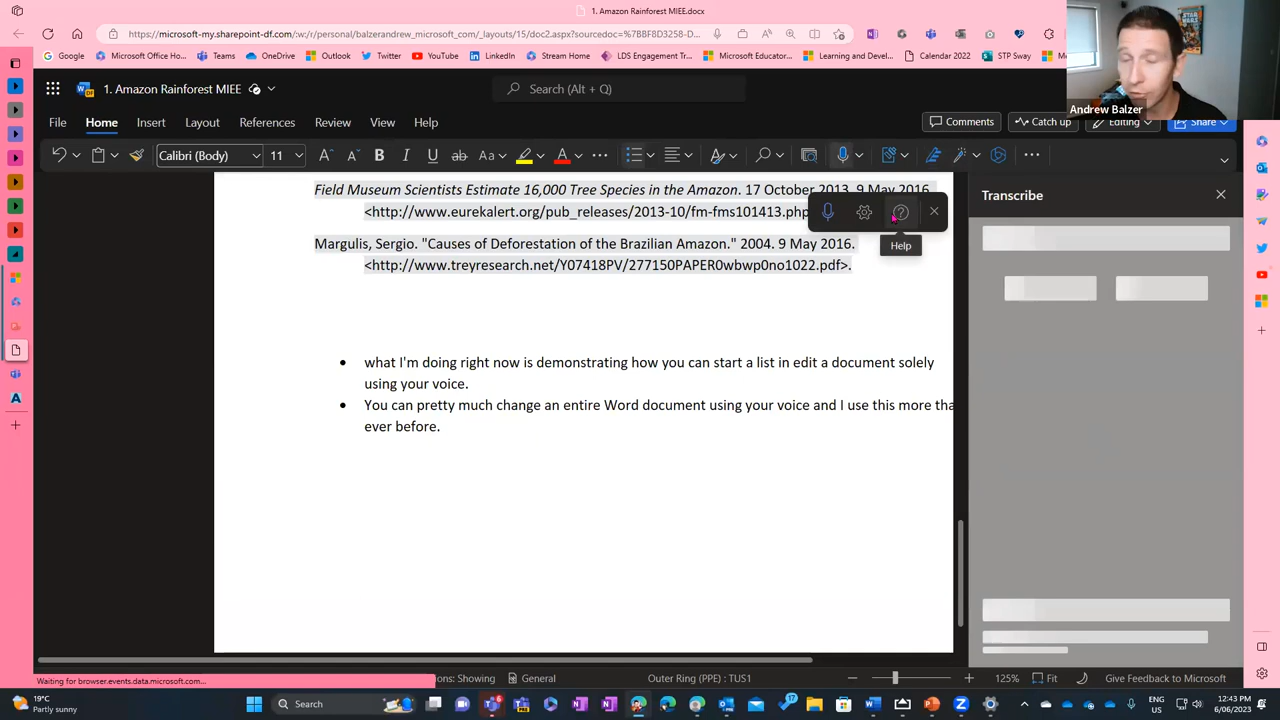 1. Amazon Rainforest MIEE.docx
https://microsoft-my.sharepoint-df.com/:w:/r/personal/balzerandrew_microsoft_com/_layouts/15/doc2.aspx?sourcedoc=%7BBF8D3258-D...
Google
Microsoft Office Ho...
Teams
OneDrive
Outlook
Twitter
YouTube
LinkedIn
Stream Home
LDS Engagement Tr...
Microsoft Educator...
Learning and Devel...
Calendar 2022
STP Sway
Andrew Balzer
1. Amazon Rainforest MIEE
Search (Alt + Q)
File
Home
Insert
Layout
References
Review
View
Help
Comments
Catch up
Editing
Share
Calibri (Body)
11
Field Museum Scientists Estimate 16,000 Tree Species in the Amazon. 17 October 2013. 9 May 2016.
<http://www.eurekalert.org/pub_releases/2013-10/fm-fms101413.php
Margulis, Sergio. "Causes of Deforestation of the Brazilian Amazon." 2004. 9 May 2016.
<http://www.treyresearch.net/Y07418PV/277150PAPER0wbwp0no1022.pdf>.
Help
Transcribe
• what I'm doing right now is demonstrating how you can start a list in edit a document solely
using your voice.
• You can pretty much change an entire Word document using your voice and I use this more tha
ever before.
Waiting for browser.events.data.microsoft.com...
ons: Showing
General
Outer Ring (PPE) : TUS1
125%
Fit
Give Feedback to Microsoft
19°C
Partly sunny
Search
6
17
ENG
US
12:43 PM
6/06/2023